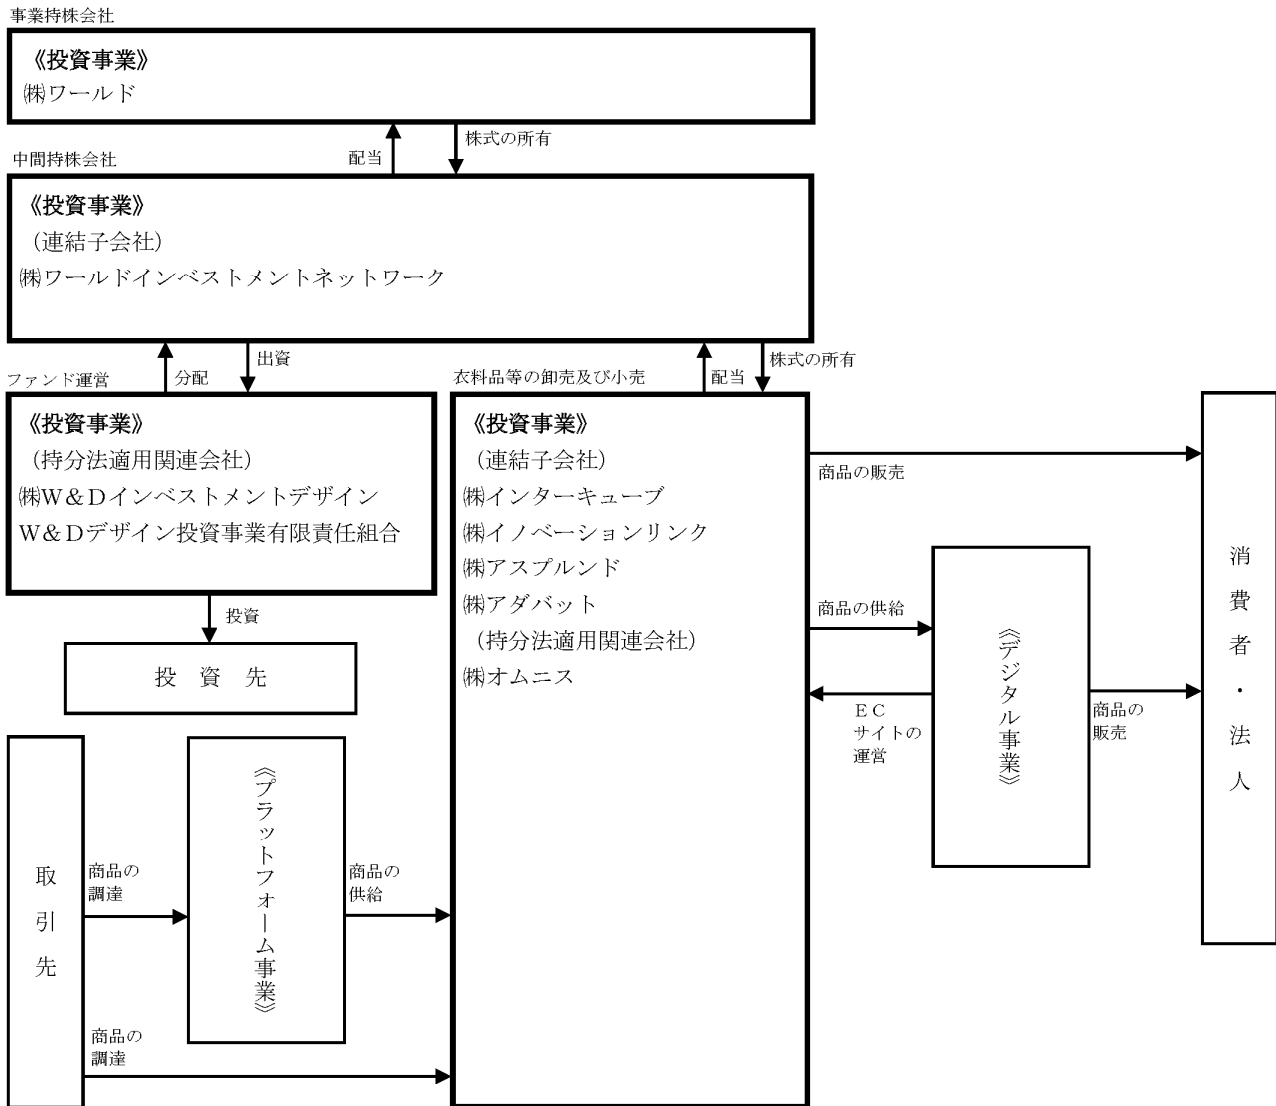 事業持株会社
《投資事業》
㈱ワールド
配当
株式の所有
中間持株会社
《投資事業》
（連結子会社）
㈱ワールドインベストメントネットワーク
分配
出資
配当
株式の所有
ファンド運営
《投資事業》
（持分法適用関連会社）
㈱Ｗ＆Ｄインベストメントデザイン
Ｗ＆Ｄデザイン投資事業有限責任組合
投資
投資先
衣料品等の卸売及び小売
《投資事業》
（連結子会社）
㈱インターキューブ
㈱イノベーションリンク
㈱アスプルンド
㈱アダバット
（持分法適用関連会社）
㈱オムニス
商品の販売
商品の供給
ＥＣ
サイトの
運営
《デジタル事業》
商品の
販売
消費者・法人
取引先
商品の
調達
《プラットフォーム事業》
商品の
供給
商品の
調達